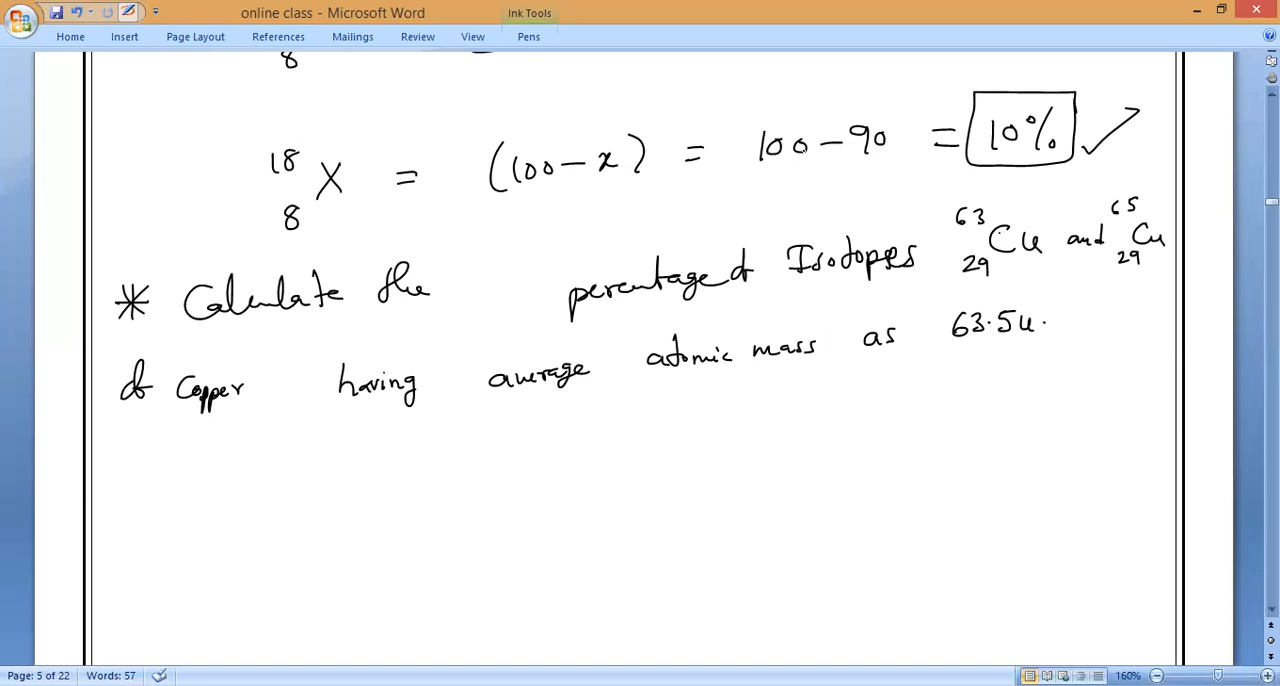 online class - Microsoft Word
Ink Tools
Home Insert Page Layout References Mailings Review View Pens
8
18 8 X = (100 - x) = 100 - 90 = 10%
* Calculate the percentage of Isotopes 63 29 Cu and 65 29 Cu
of Copper having average atomic mass as 63.5u.
Page: 5 of 22 Words: 57 160%